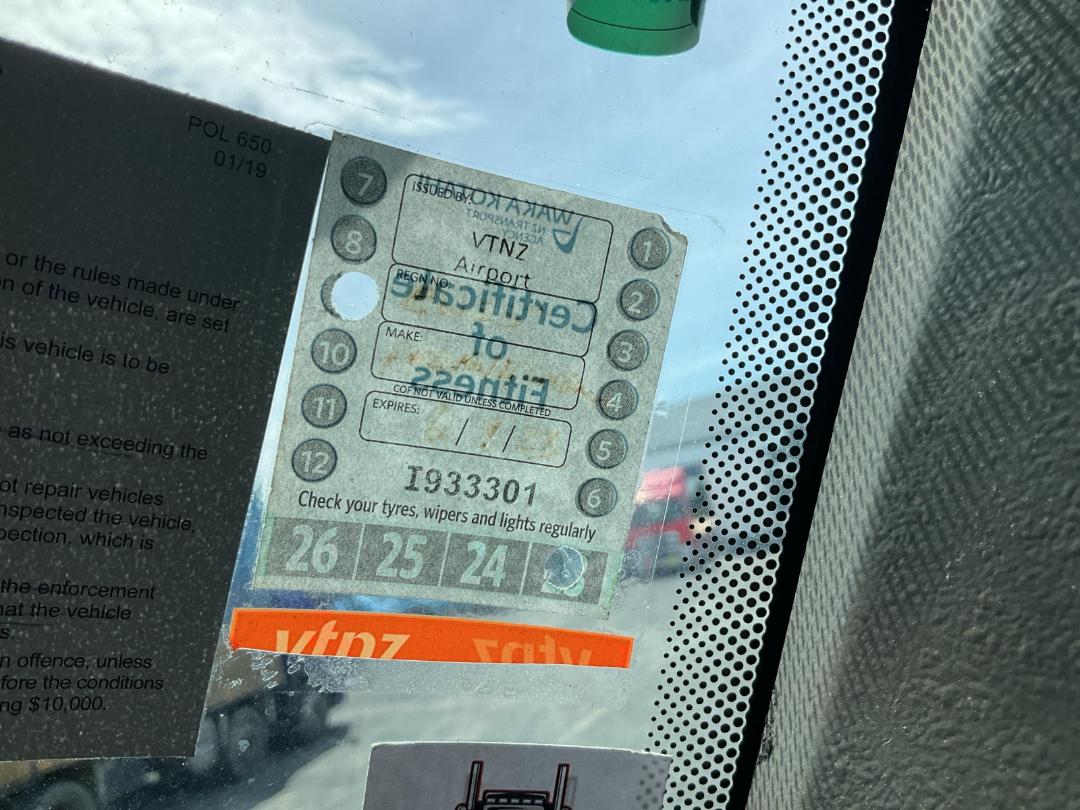 POL 650
01/19
or the rules made under
n of the vehicle, are set
is vehicle is to be
as not exceeding the
ot repair vehicles
nspected the vehicle,
pection, which is
the enforcement
hat the vehicle
s.
n offence, unless
fore the conditions
ng $10,000.
7
8
10
11
12
1
2
3
4
5
6
ISSUED BY:
WAKA KOTAHI
NZ TRANSPORT
AGENCY
VTNZ
Airport
REGN NO:
Certificate
of
Fitness
MAKE:
COF NOT VALID UNLESS COMPLETED
EXPIRES:
/ /
I933301
Check your tyres, wipers and lights regularly
26 25 24
vtnz vtnz